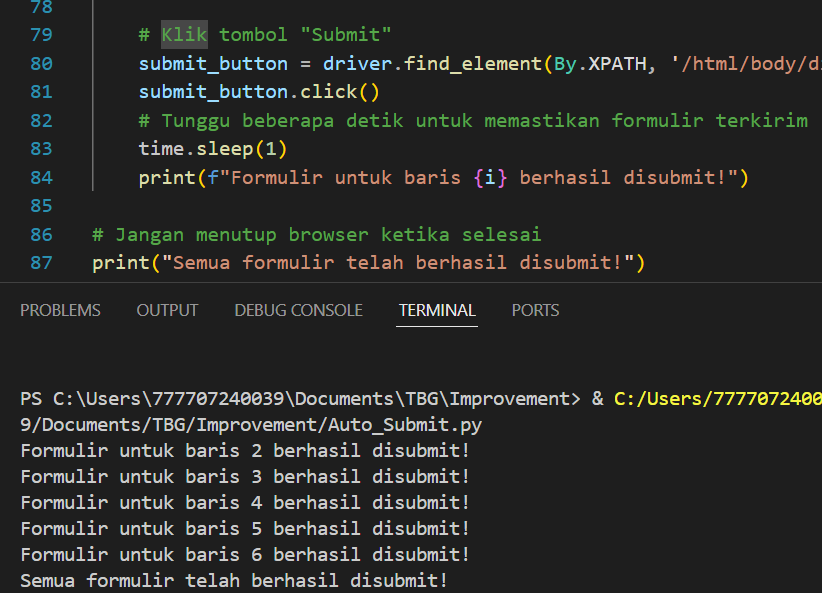 78
79 # Klik tombol "Submit"
80 submit_button = driver.find_element(By.XPATH, '/html/body/di
81 submit_button.click()
82 # Tunggu beberapa detik untuk memastikan formulir terkirim
83 time.sleep(1)
84 print(f"Formulir untuk baris {i} berhasil disubmit!")
85
86 # Jangan menutup browser ketika selesai
87 print("Semua formulir telah berhasil disubmit!")
PROBLEMS OUTPUT DEBUG CONSOLE TERMINAL PORTS
PS C:\Users\777707240039\Documents\TBG\Improvement> & C:/Users/7777072400
9/Documents/TBG/Improvement/Auto_Submit.py
Formulir untuk baris 2 berhasil disubmit!
Formulir untuk baris 3 berhasil disubmit!
Formulir untuk baris 4 berhasil disubmit!
Formulir untuk baris 5 berhasil disubmit!
Formulir untuk baris 6 berhasil disubmit!
Semua formulir telah berhasil disubmit!